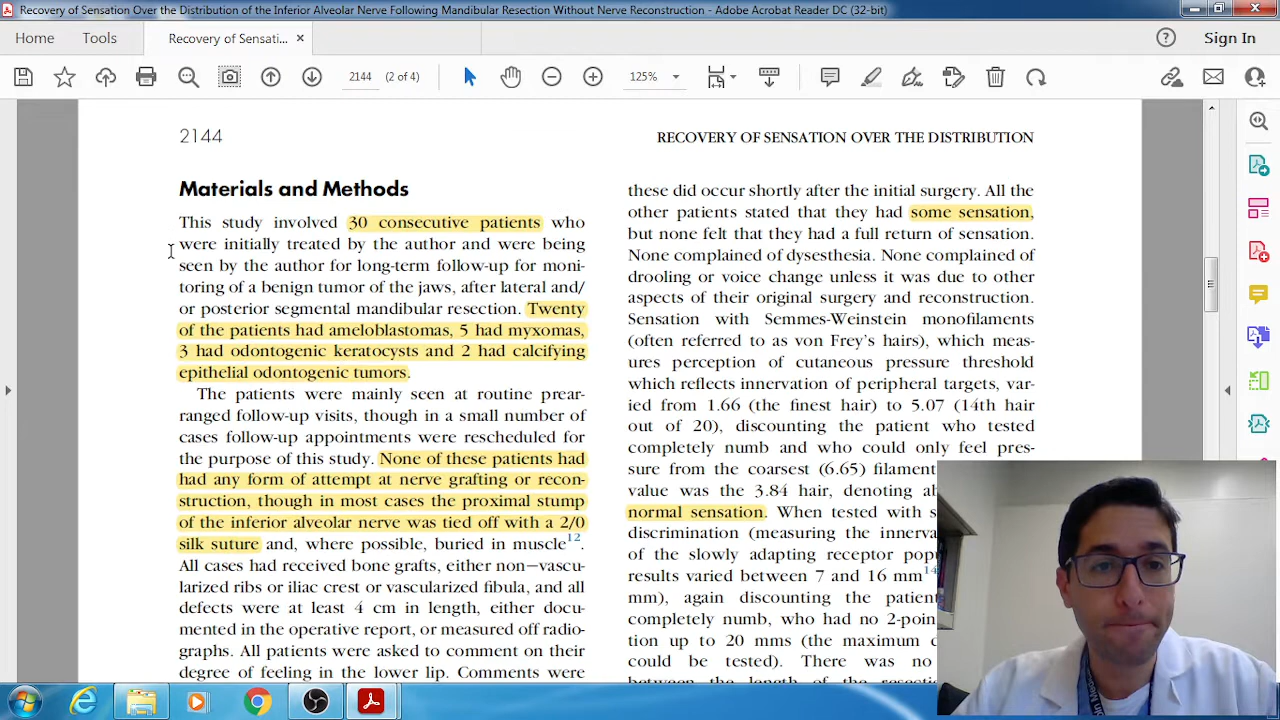 Recovery of Sensation Over the Distribution of the Inferior Alveolar Nerve Following Mandibular Resection Without Nerve Reconstruction - Adobe Acrobat Reader DC (32-bit)
Home Tools Recovery of Sensati... × Sign In
2144 (2 of 4) 125%
2144
RECOVERY OF SENSATION OVER THE DISTRIBUTION
Materials and Methods
This study involved 30 consecutive patients who
were initially treated by the author and were being
seen by the author for long-term follow-up for moni-
toring of a benign tumor of the jaws, after lateral and/
or posterior segmental mandibular resection. Twenty
of the patients had ameloblastomas, 5 had myxomas,
3 had odontogenic keratocysts and 2 had calcifying
epithelial odontogenic tumors.
The patients were mainly seen at routine prear-
ranged follow-up visits, though in a small number of
cases follow-up appointments were rescheduled for
the purpose of this study. None of these patients had
had any form of attempt at nerve grafting or recon-
struction, though in most cases the proximal stump
of the inferior alveolar nerve was tied off with a 2/0
silk suture and, where possible, buried in muscle12.
All cases had received bone grafts, either non–vascu-
larized ribs or iliac crest or vascularized fibula, and all
defects were at least 4 cm in length, either docu-
mented in the operative report, or measured off radio-
graphs. All patients were asked to comment on their
degree of feeling in the lower lip. Comments were
these did occur shortly after the initial surgery. All the
other patients stated that they had some sensation,
but none felt that they had a full return of sensation.
None complained of dysesthesia. None complained of
drooling or voice change unless it was due to other
aspects of their original surgery and reconstruction.
Sensation with Semmes-Weinstein monofilaments
(often referred to as von Frey's hairs), which meas-
ures perception of cutaneous pressure threshold
which reflects innervation of peripheral targets, var-
ied from 1.66 (the finest hair) to 5.07 (14th hair
out of 20), discounting the patient who tested
completely numb and who could only feel pres-
sure from the coarsest (6.65) filament
value was the 3.84 hair, denoting
normal sensation. When tested with
discrimination (measuring the
of the slowly adapting receptor
results varied between 7 and 16 mm14
mm), again discounting the
completely numb, who had no
tion up to 20 mms (the maximum
could be tested). There was no
between the length of the